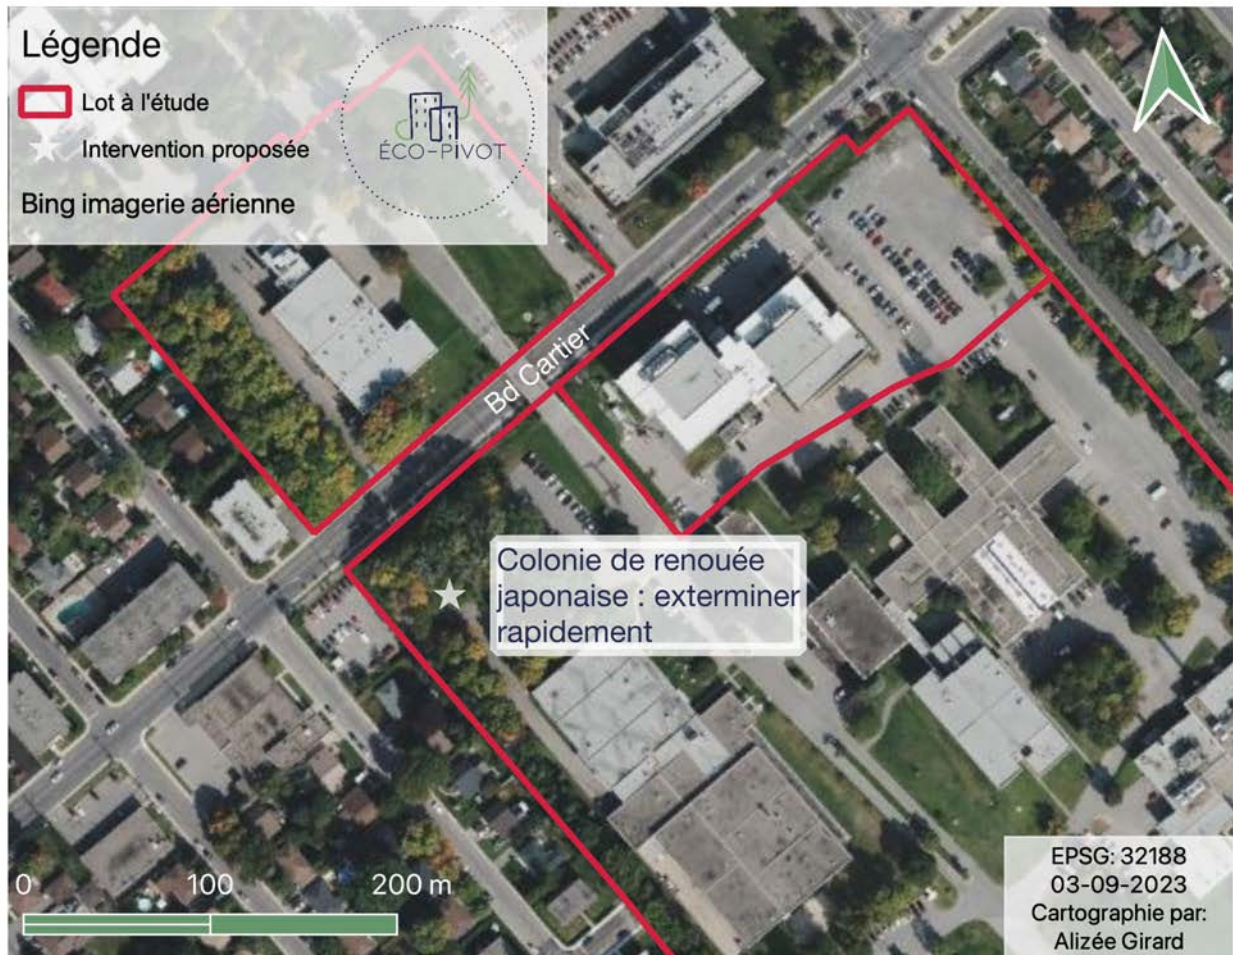 Légende
Lot à l'étude
Intervention proposée
Bing imagerie aérienne
ÉCO-PIVOT
Bd Cartier
Colonie de renouée
japonaise : exterminer
rapidement
0 100 200 m
EPSG: 32188
03-09-2023
Cartographie par:
Alizée Girard